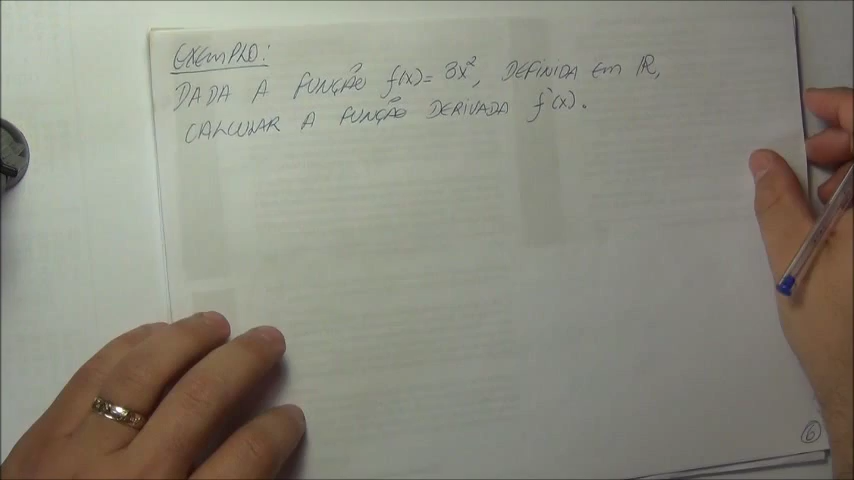 EXEMPLO:
DADA A FUNÇÃO f(x) = 3x², DEFINIDA EM ℝ,
CALCULAR A FUNÇÃO DERIVADA f'(x).
6